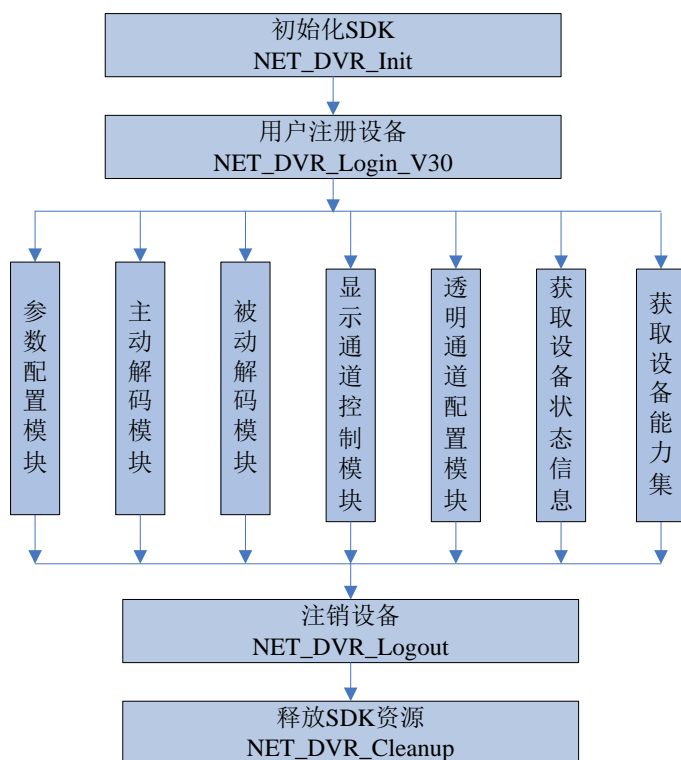 初始化SDK
NET_DVR_Init
用户注册设备
NET_DVR_Login_V30
参数配置模块
主动解码模块
被动解码模块
显示通道控制模块
透明通道配置模块
获取设备状态信息
获取设备能力集
注销设备
NET_DVR_Logout
释放SDK资源
NET_DVR_Cleanup